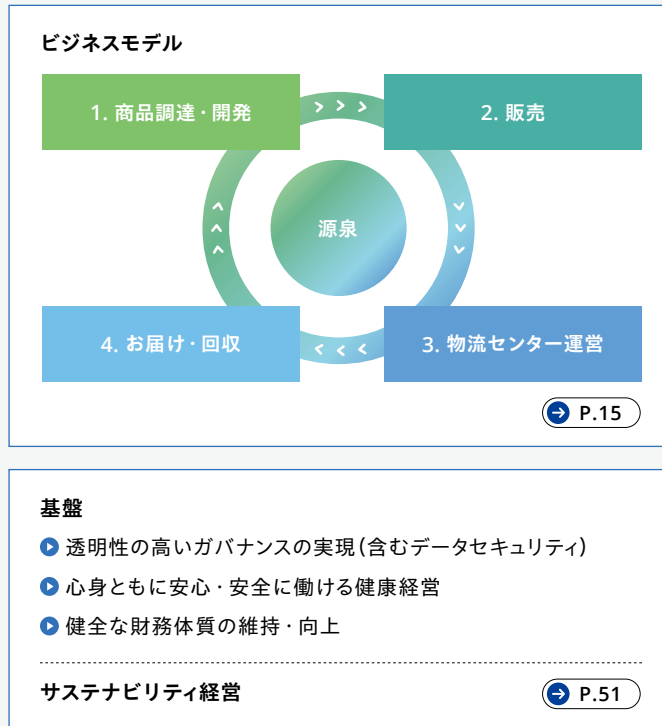 ビジネスモデル
1. 商品調達・開発
2. 販売
源泉
4. お届け・回収
3. 物流センター運営
P.15
基盤
透明性の高いガバナンスの実現(含むデータセキュリティ)
心身ともに安心・安全に働ける健康経営
健全な財務体質の維持・向上
サステナビリティ経営
P.51